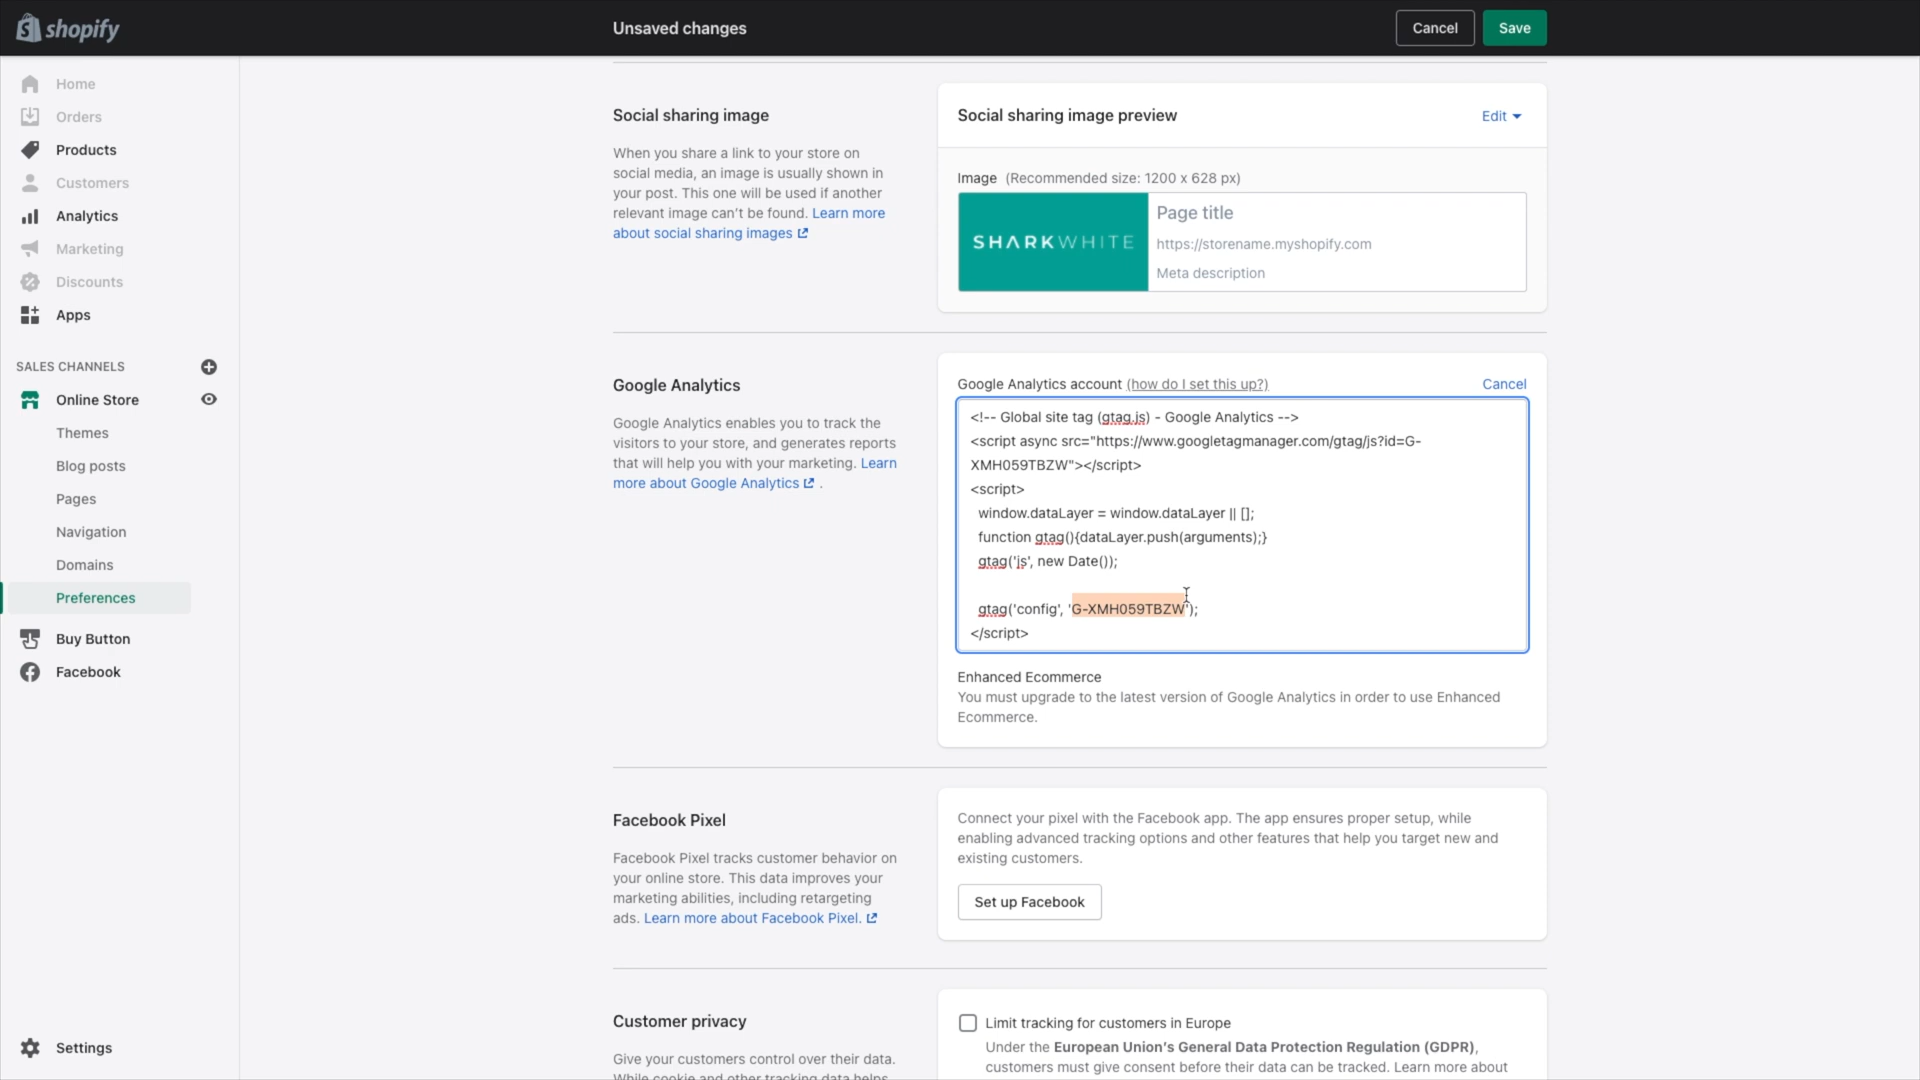 shopify
Unsaved changes
Cancel
Save
Home
Orders
Products
Customers
Analytics
Marketing
Discounts
Apps
SALES CHANNELS
Online Store
Themes
Blog posts
Pages
Navigation
Domains
Preferences
Buy Button
Facebook
Settings
Social sharing image
When you share a link to your store on
social media, an image is usually shown in
your post. This one will be used if another
relevant image can't be found. Learn more
about social sharing images
Social sharing image preview
Edit
Image (Recommended size: 1200 x 628 px)
SHARKWHITE
Page title
https://storename.myshopify.com
Meta description
Google Analytics
Google Analytics enables you to track the
visitors to your store, and generates reports
that will help you with your marketing. Learn
more about Google Analytics .
Google Analytics account (how do I set this up?)
Cancel
<!-- Global site tag (gtag.js) - Google Analytics -->
<script async src="https://www.googletagmanager.com/gtag/js?id=G-
XMH059TBZW"></script>
<script>
window.dataLayer = window.dataLayer || [];
function gtag(){dataLayer.push(arguments);}
gtag('js', new Date());
gtag('config', 'G-XMH059TBZW');
</script>
Enhanced Ecommerce
You must upgrade to the latest version of Google Analytics in order to use Enhanced
Ecommerce.
Facebook Pixel
Facebook Pixel tracks customer behavior on
your online store. This data improves your
marketing abilities, including retargeting
ads. Learn more about Facebook Pixel.
Connect your pixel with the Facebook app. The app ensures proper setup, while
enabling advanced tracking options and other features that help you target new and
existing customers.
Set up Facebook
Customer privacy
Give your customers control over their data.
While cookie and other tracking data helps
Limit tracking for customers in Europe
Under the European Union's General Data Protection Regulation (GDPR),
customers must give consent before their data can be tracked. Learn more about